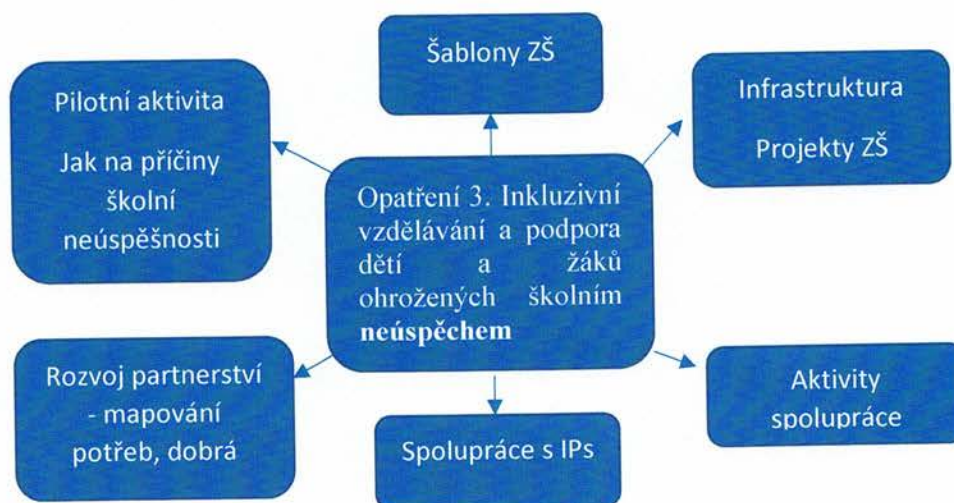 Šablony ZŠ
Pilotní aktivita
Jak na příčiny
školní
neúspěšnosti
Infrastruktura
Projekty ZŠ
Opatření 3. Inkluzivní
vzdělávání a podpora
dětí a žáků
ohrožených školním
neúspěchem
Rozvoj partnerství
- mapování
potřeb, dobrá
Spolupráce s IPs
Aktivity
spolupráce